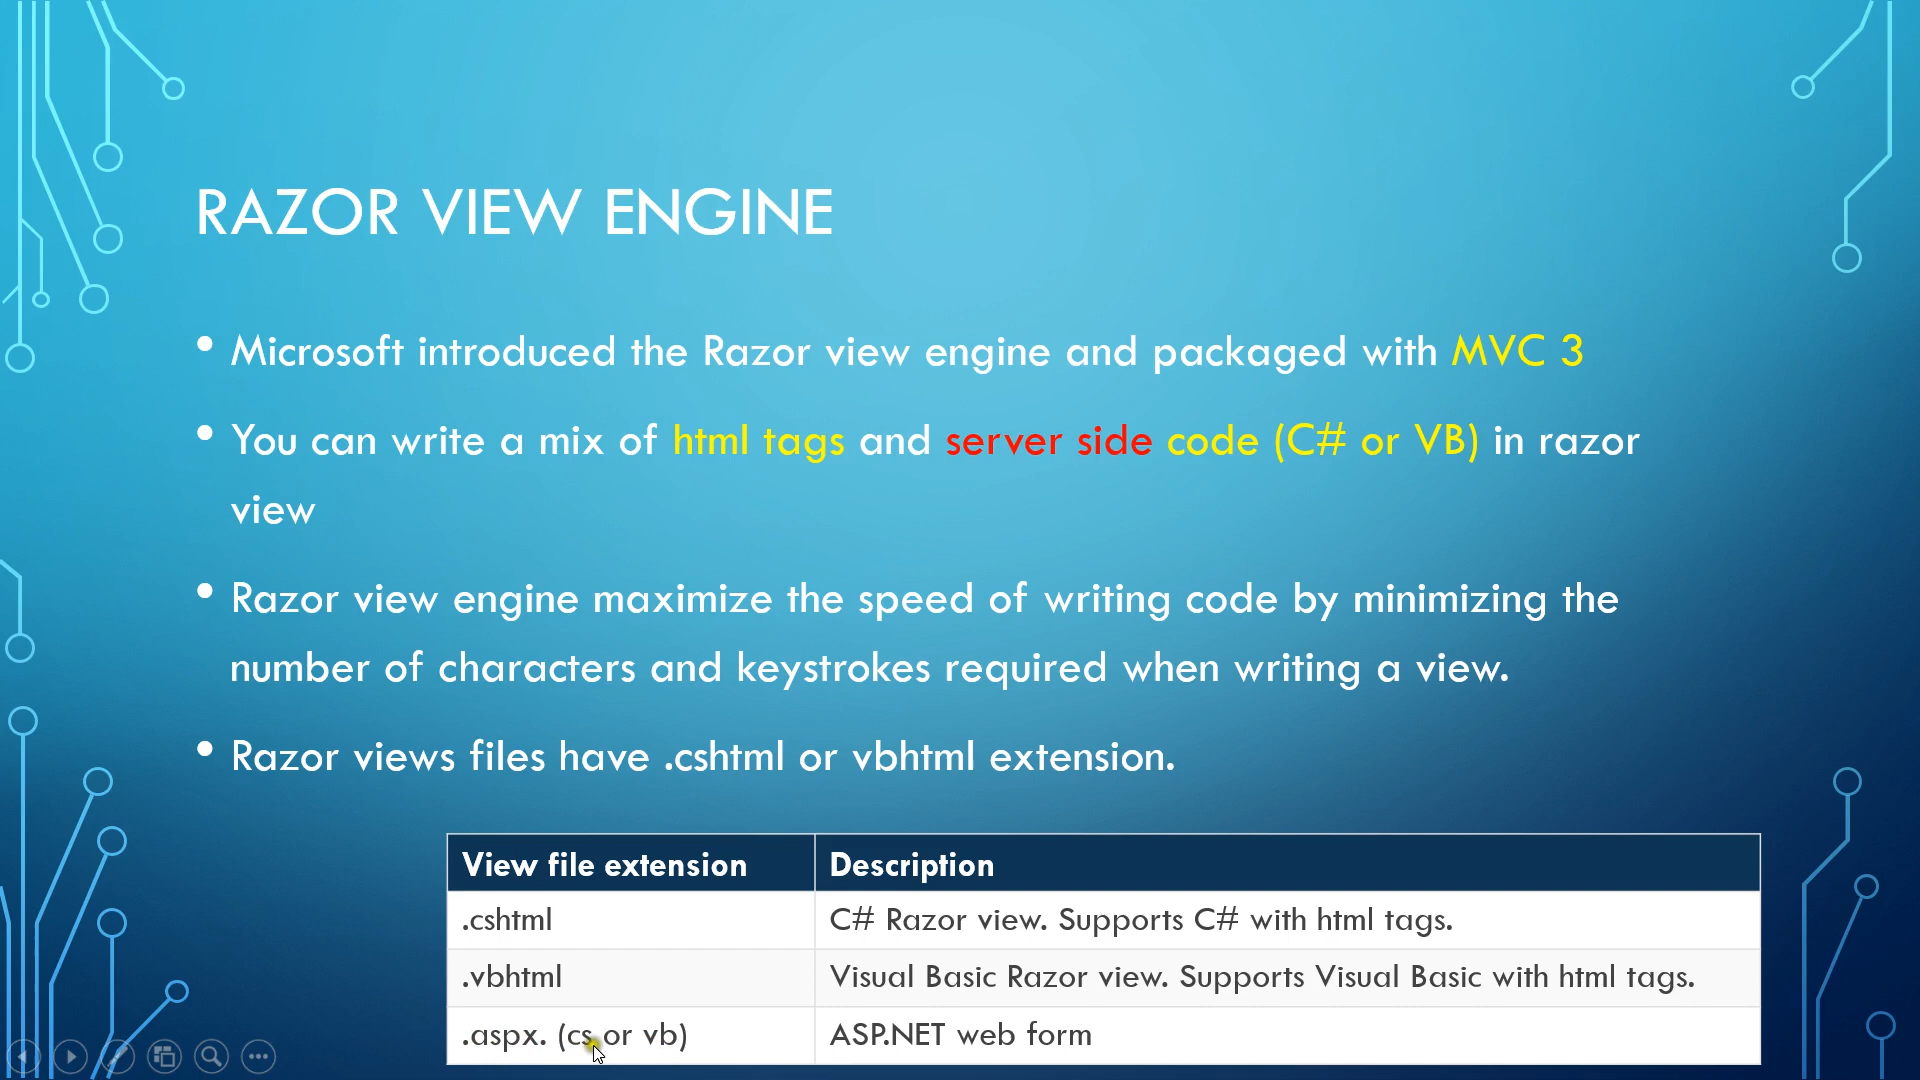 RAZOR VIEW ENGINE
• Microsoft introduced the Razor view engine and packaged with MVC 3
• You can write a mix of html tags and server side code (C# or VB) in razor
view
• Razor view engine maximize the speed of writing code by minimizing the
number of characters and keystrokes required when writing a view.
• Razor views files have .cshtml or vbhtml extension.
View file extension Description
.cshtml C# Razor view. Supports C# with html tags.
.vbhtml Visual Basic Razor view. Supports Visual Basic with html tags.
.aspx. (cs or vb) ASP.NET web form